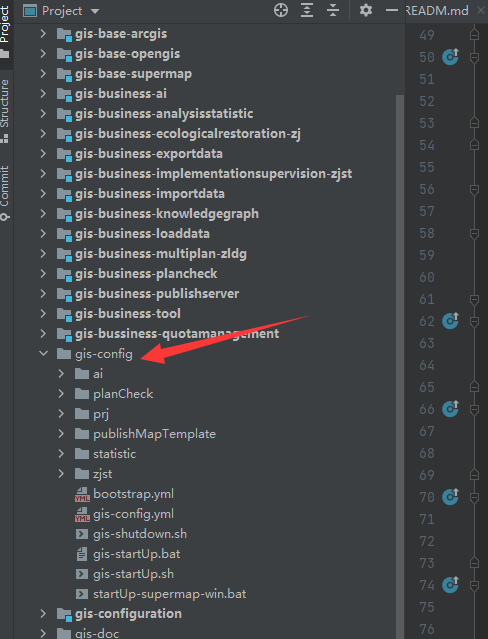 Project
READM.md
Project
Structure
Commit
gis-base-arcgis
gis-base-opengis
gis-base-supermap
gis-business-ai
gis-business-analysisstatistic
gis-business-ecologicalrestoration-zj
gis-business-exportdata
gis-business-implementationsupervision-zjst
gis-business-importdata
gis-business-knowledgegraph
gis-business-loaddata
gis-business-multiplan-zldg
gis-business-plancheck
gis-business-publishserver
gis-business-tool
gis-bussiness-quotamanagement
gis-config
ai
planCheck
prj
publishMapTemplate
statistic
zjst
YML bootstrap.yml
YML gis-config.yml
gis-shutdown.sh
gis-startUp.bat
gis-startUp.sh
startUp-supermap-win.bat
gis-configuration
gis-doc
49
50
51
52
53
54
55
56
57
58
59
60
61
62
63
64
65
66
67
68
69
70
71
72
73
74
75
76